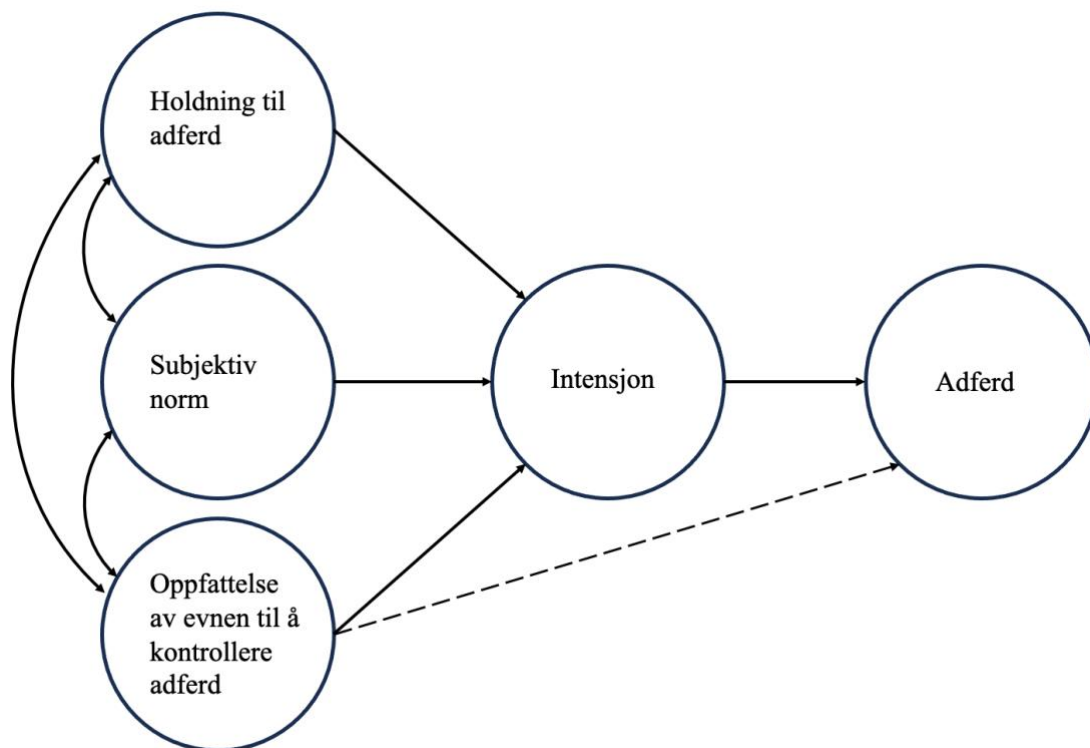 Holdning til
adferd
Subjektiv
norm
Intensjon
Adferd
Oppfattelse
av evnen til å
kontrollere
adferd